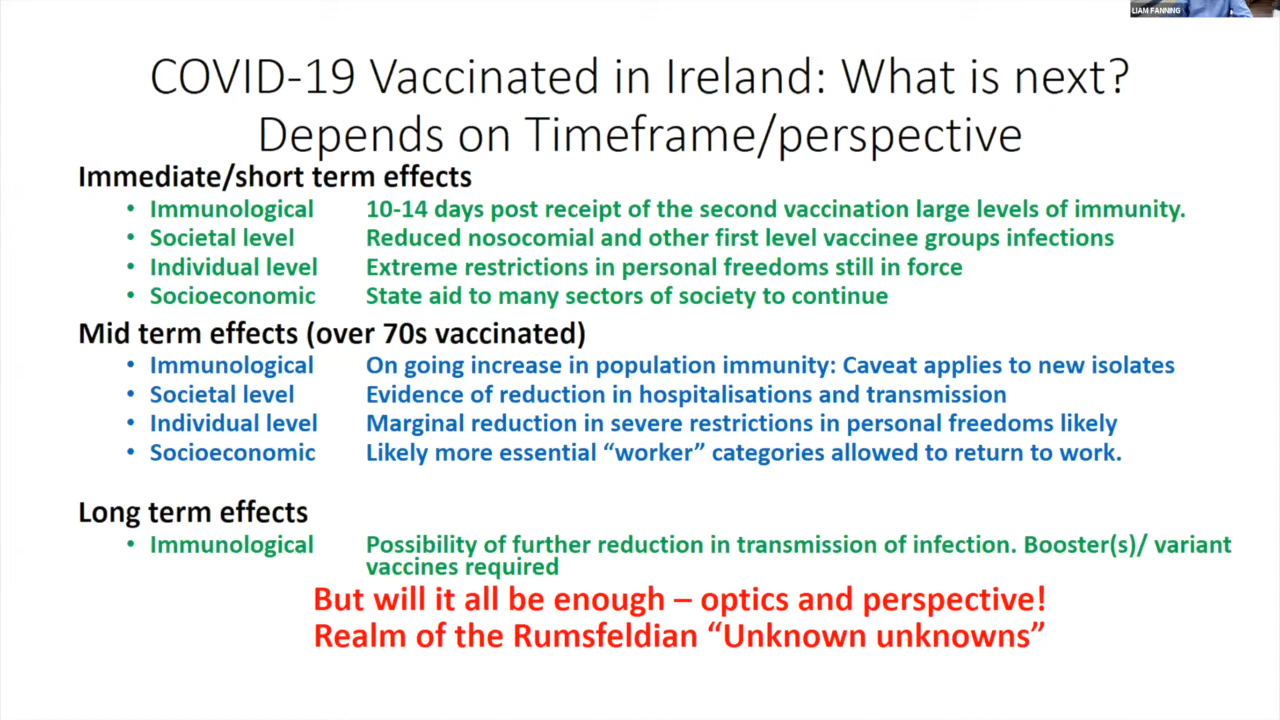 LIAM FANNING
COVID-19 Vaccinated in Ireland: What is next?
Depends on Timeframe/perspective
Immediate/short term effects
• Immunological 10-14 days post receipt of the second vaccination large levels of immunity.
• Societal level Reduced nosocomial and other first level vaccinee groups infections
• Individual level Extreme restrictions in personal freedoms still in force
• Socioeconomic State aid to many sectors of society to continue
Mid term effects (over 70s vaccinated)
• Immunological On going increase in population immunity: Caveat applies to new isolates
• Societal level Evidence of reduction in hospitalisations and transmission
• Individual level Marginal reduction in severe restrictions in personal freedoms likely
• Socioeconomic Likely more essential “worker” categories allowed to return to work.
Long term effects
• Immunological Possibility of further reduction in transmission of infection. Booster(s)/ variant
vaccines required
But will it all be enough – optics and perspective!
Realm of the Rumsfeldian “Unknown unknowns”